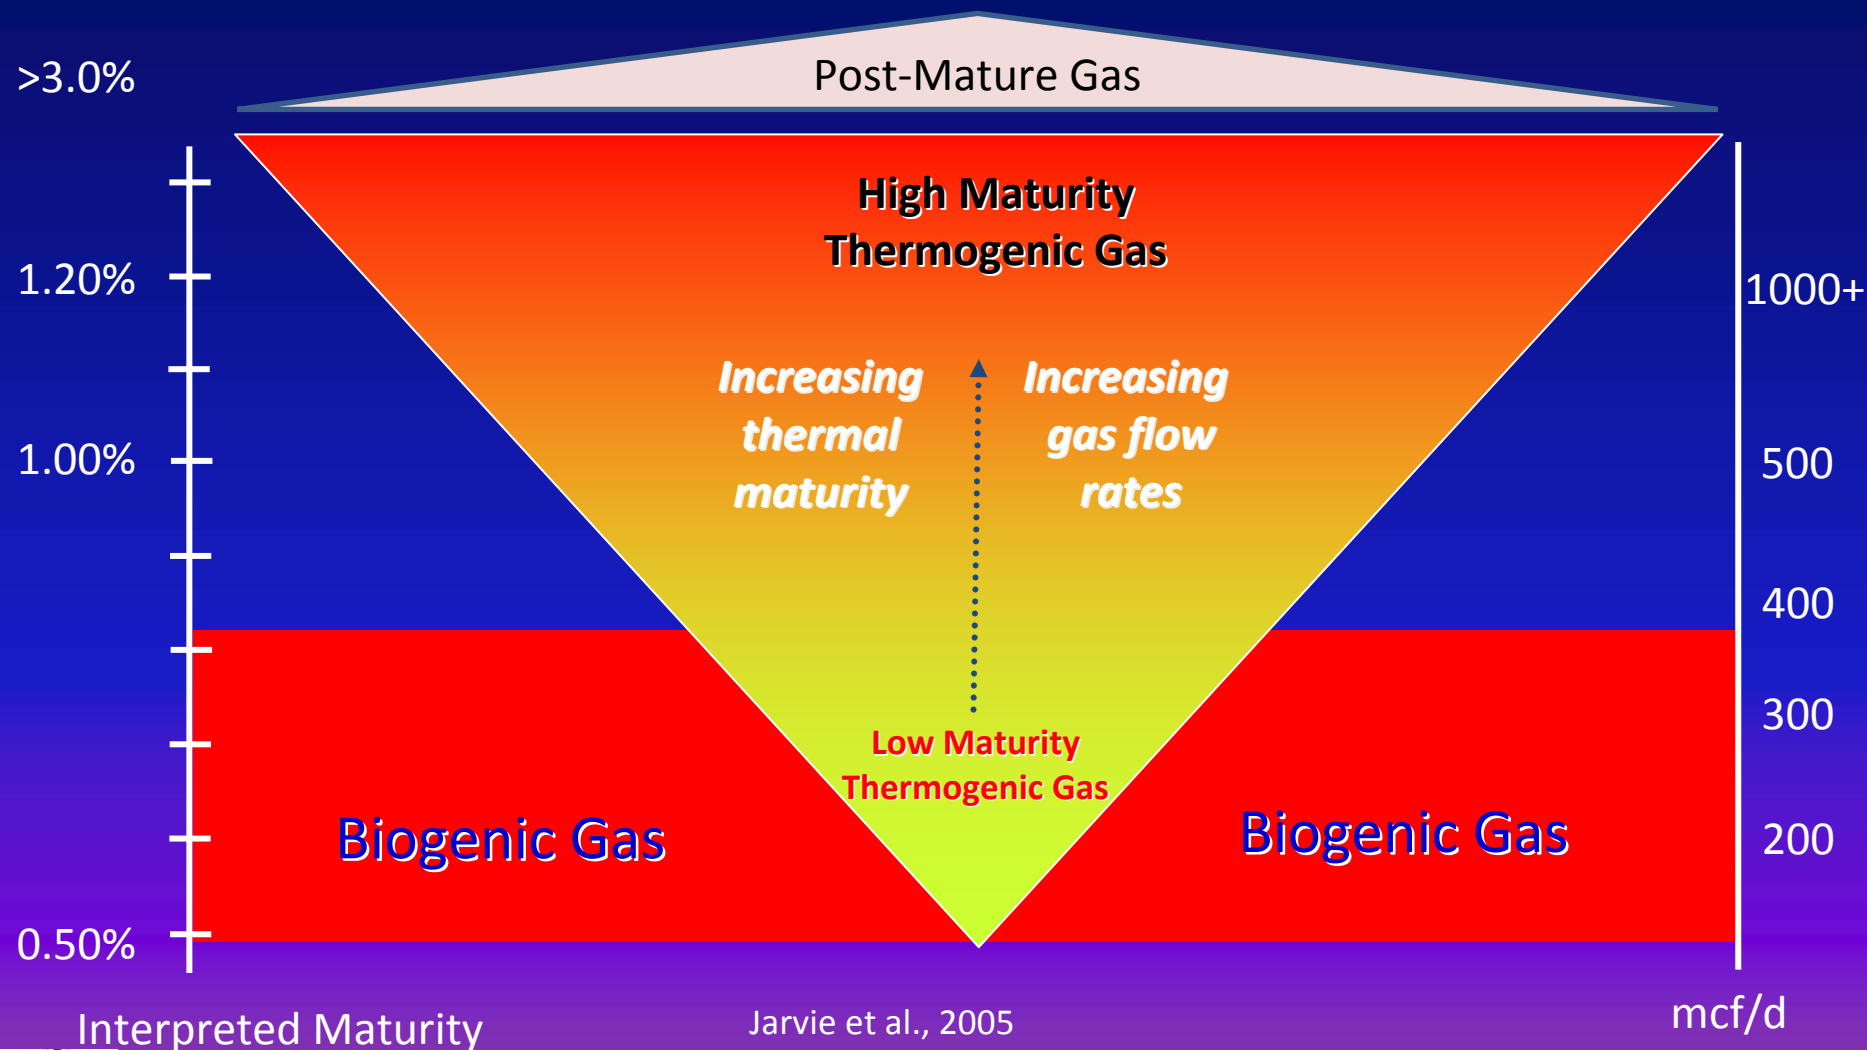 >3.0%
Post-Mature Gas
High Maturity
Thermogenic Gas
1.20%
1000+
Increasing
thermal
maturity
Increasing
gas flow
rates
1.00%
500
400
300
Low Maturity
Thermogenic Gas
Biogenic Gas
Biogenic Gas
200
0.50%
Interpreted Maturity
Jarvie et al., 2005
mcf/d